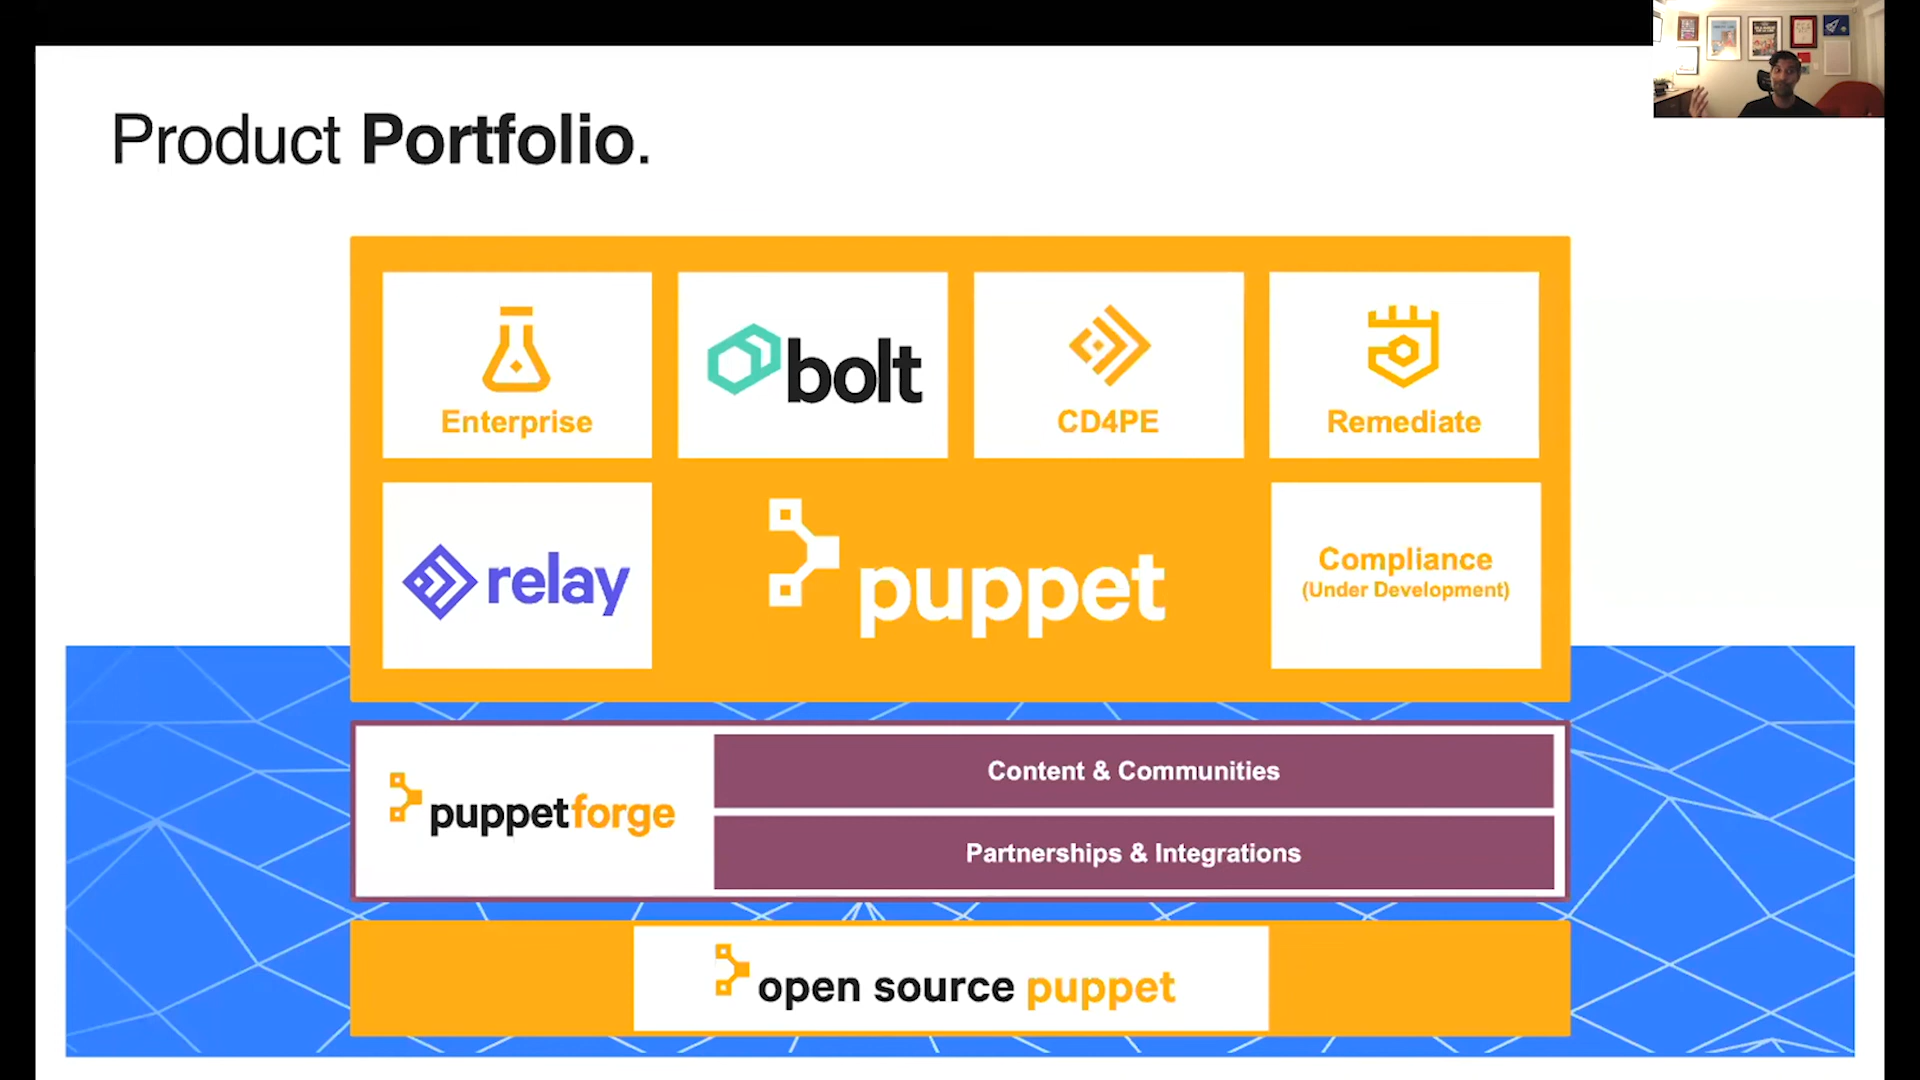 Product Portfolio.
Enterprise
bolt
CD4PE
Remediate
relay
puppet
Compliance
(Under Development)
puppetforge
Content & Communities
Partnerships & Integrations
open source puppet